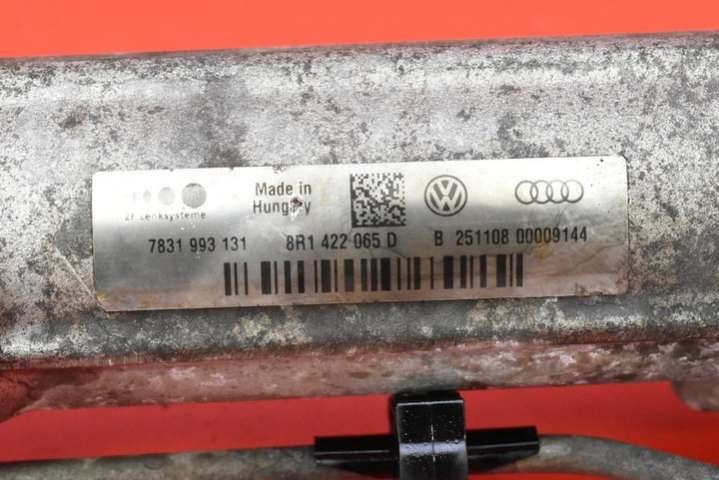 ZF Lenksysteme
Made in
Hungary
7831 993 131 8R1 422 065 D B 251108 00009144